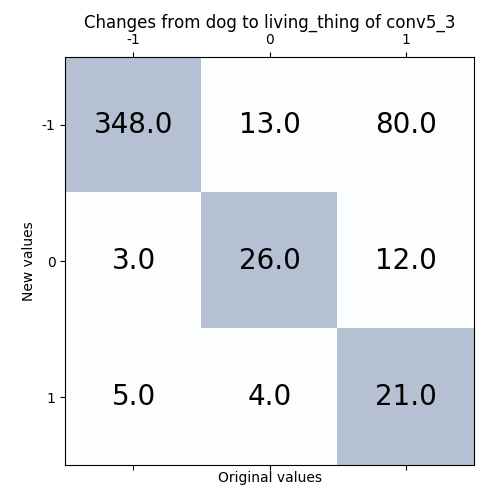 Changes from dog to living_thing of conv5_3
-1 0 1
-1 348.0 13.0 80.0
0 3.0 26.0 12.0
1 5.0 4.0 21.0
New values
Original values